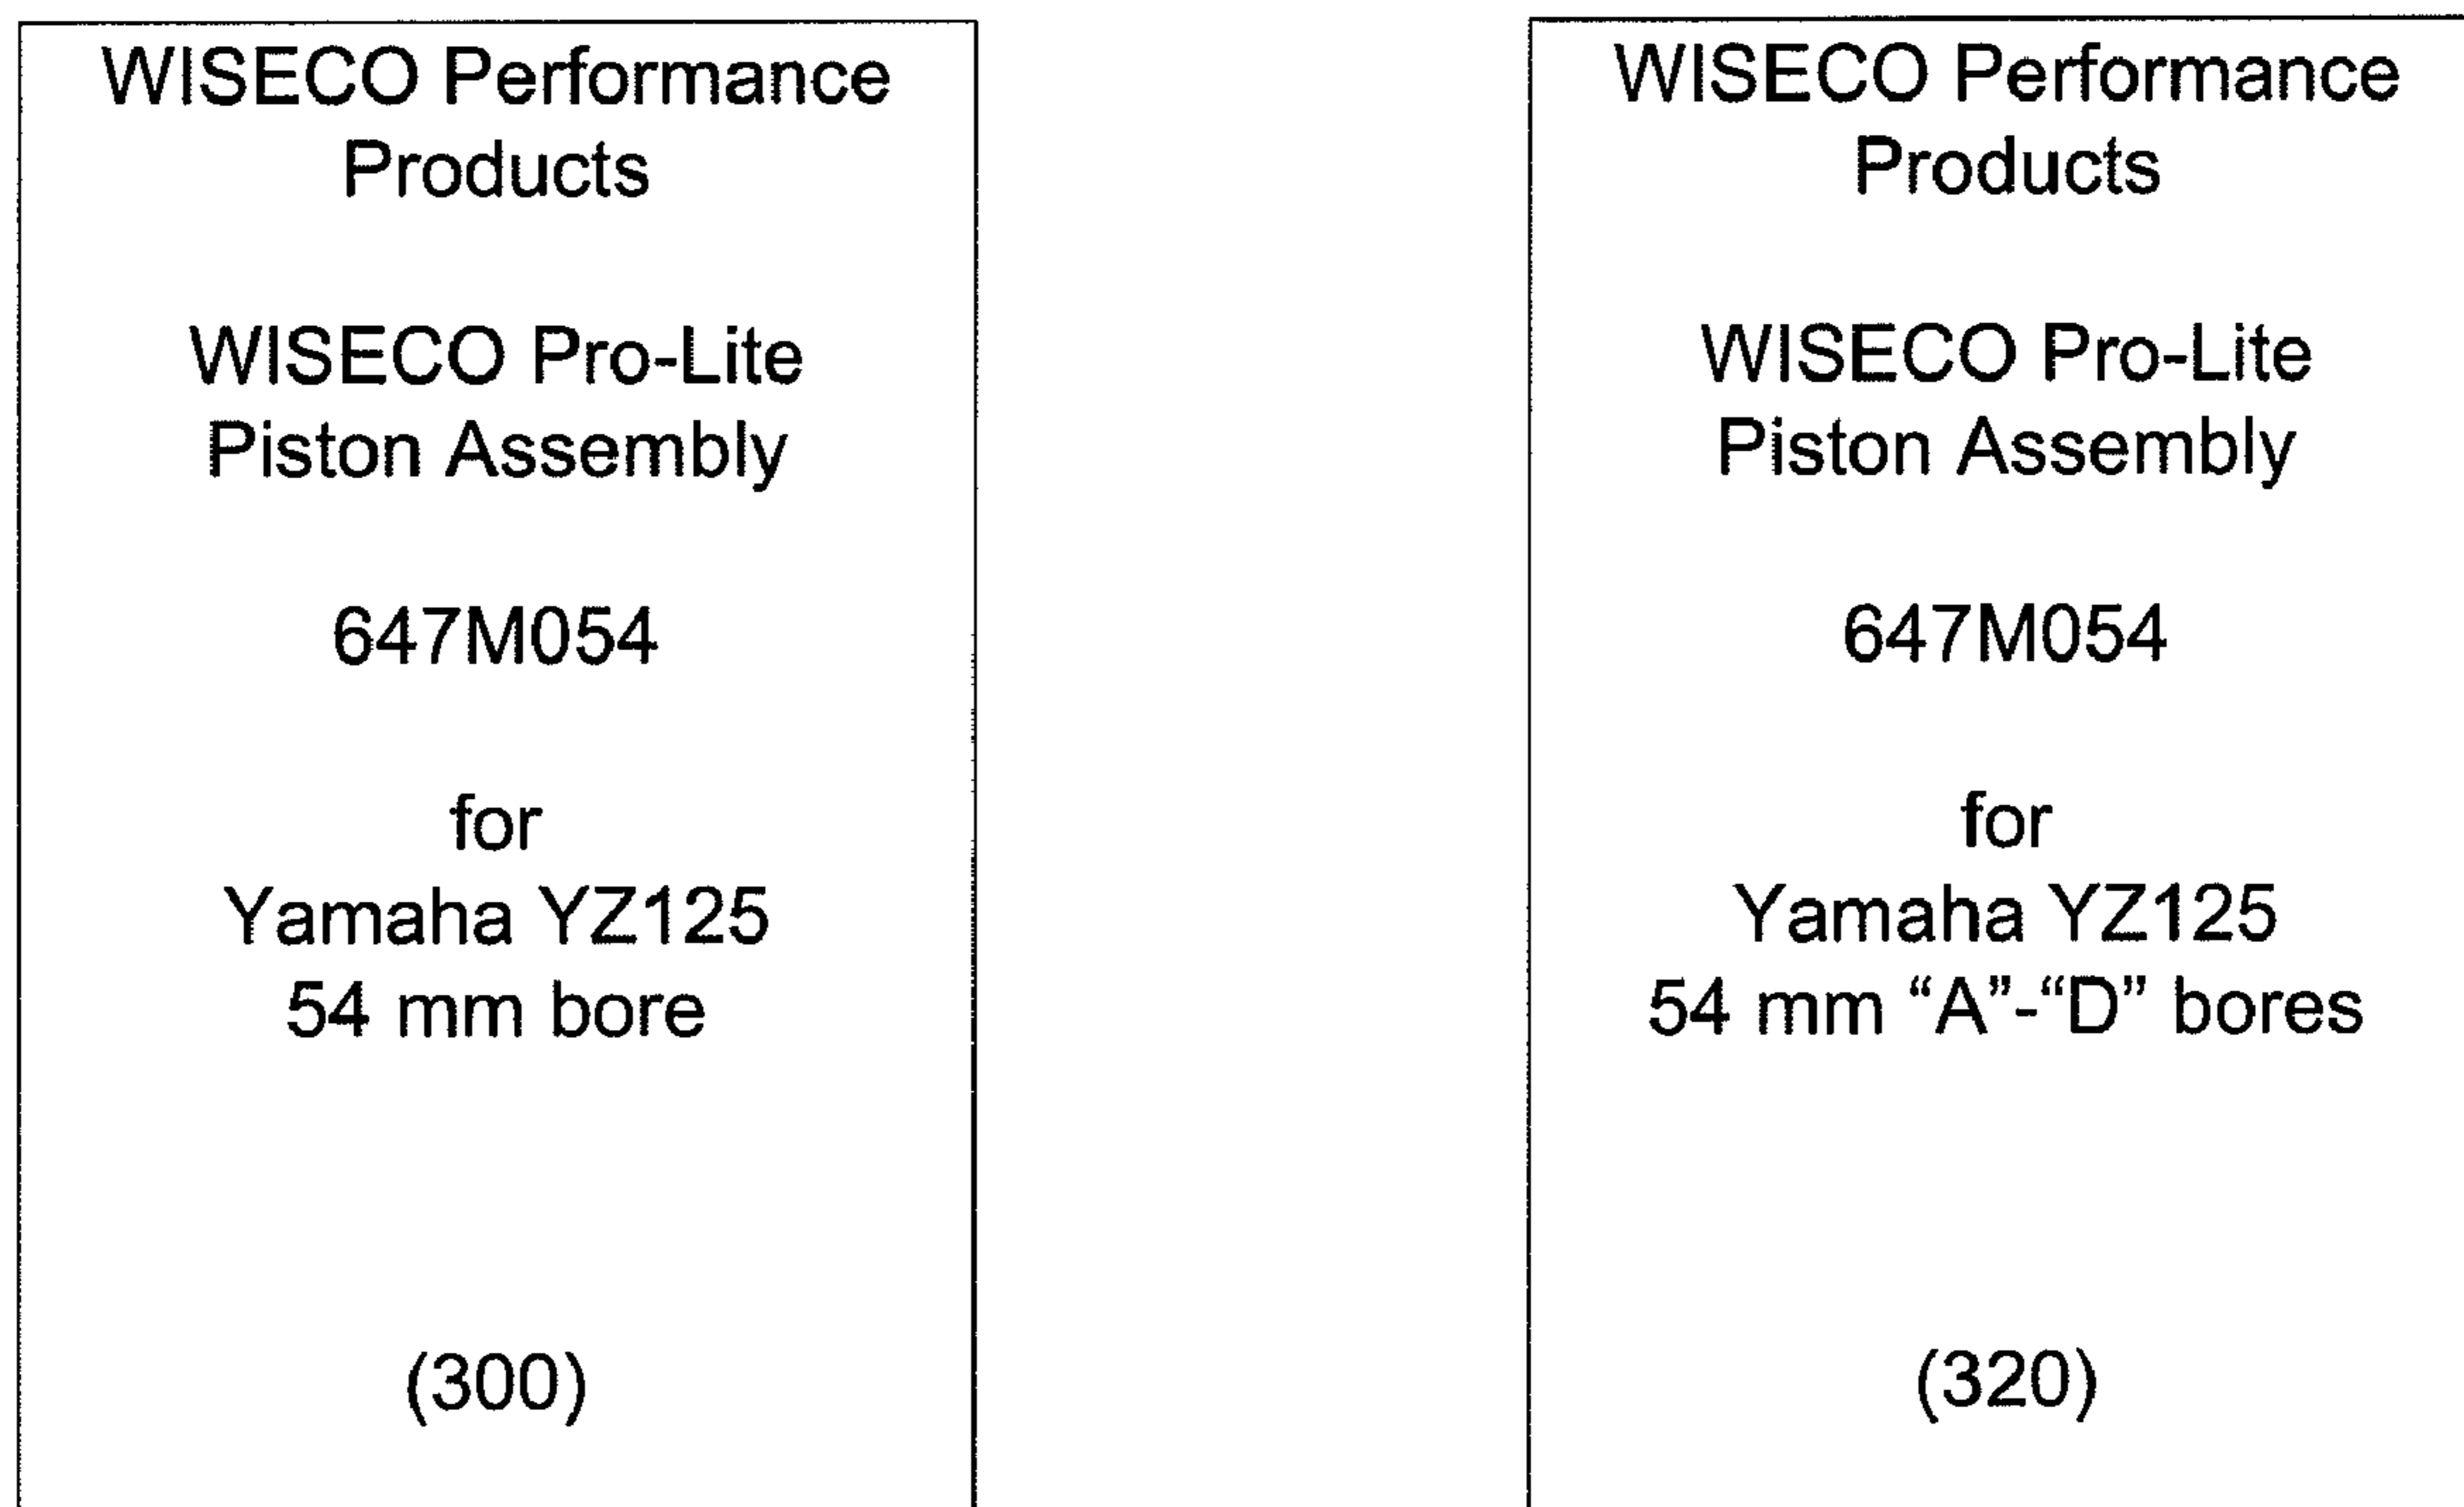 WISECO Performance
Products
WISECO Pro-Lite
Piston Assembly
647M054
for
Yamaha YZ125
54 mm bore
(300)
WISECO Performance
Products
WISECO Pro-Lite
Piston Assembly
647M054
for
Yamaha YZ125
54 mm “A”-“D” bores
(320)